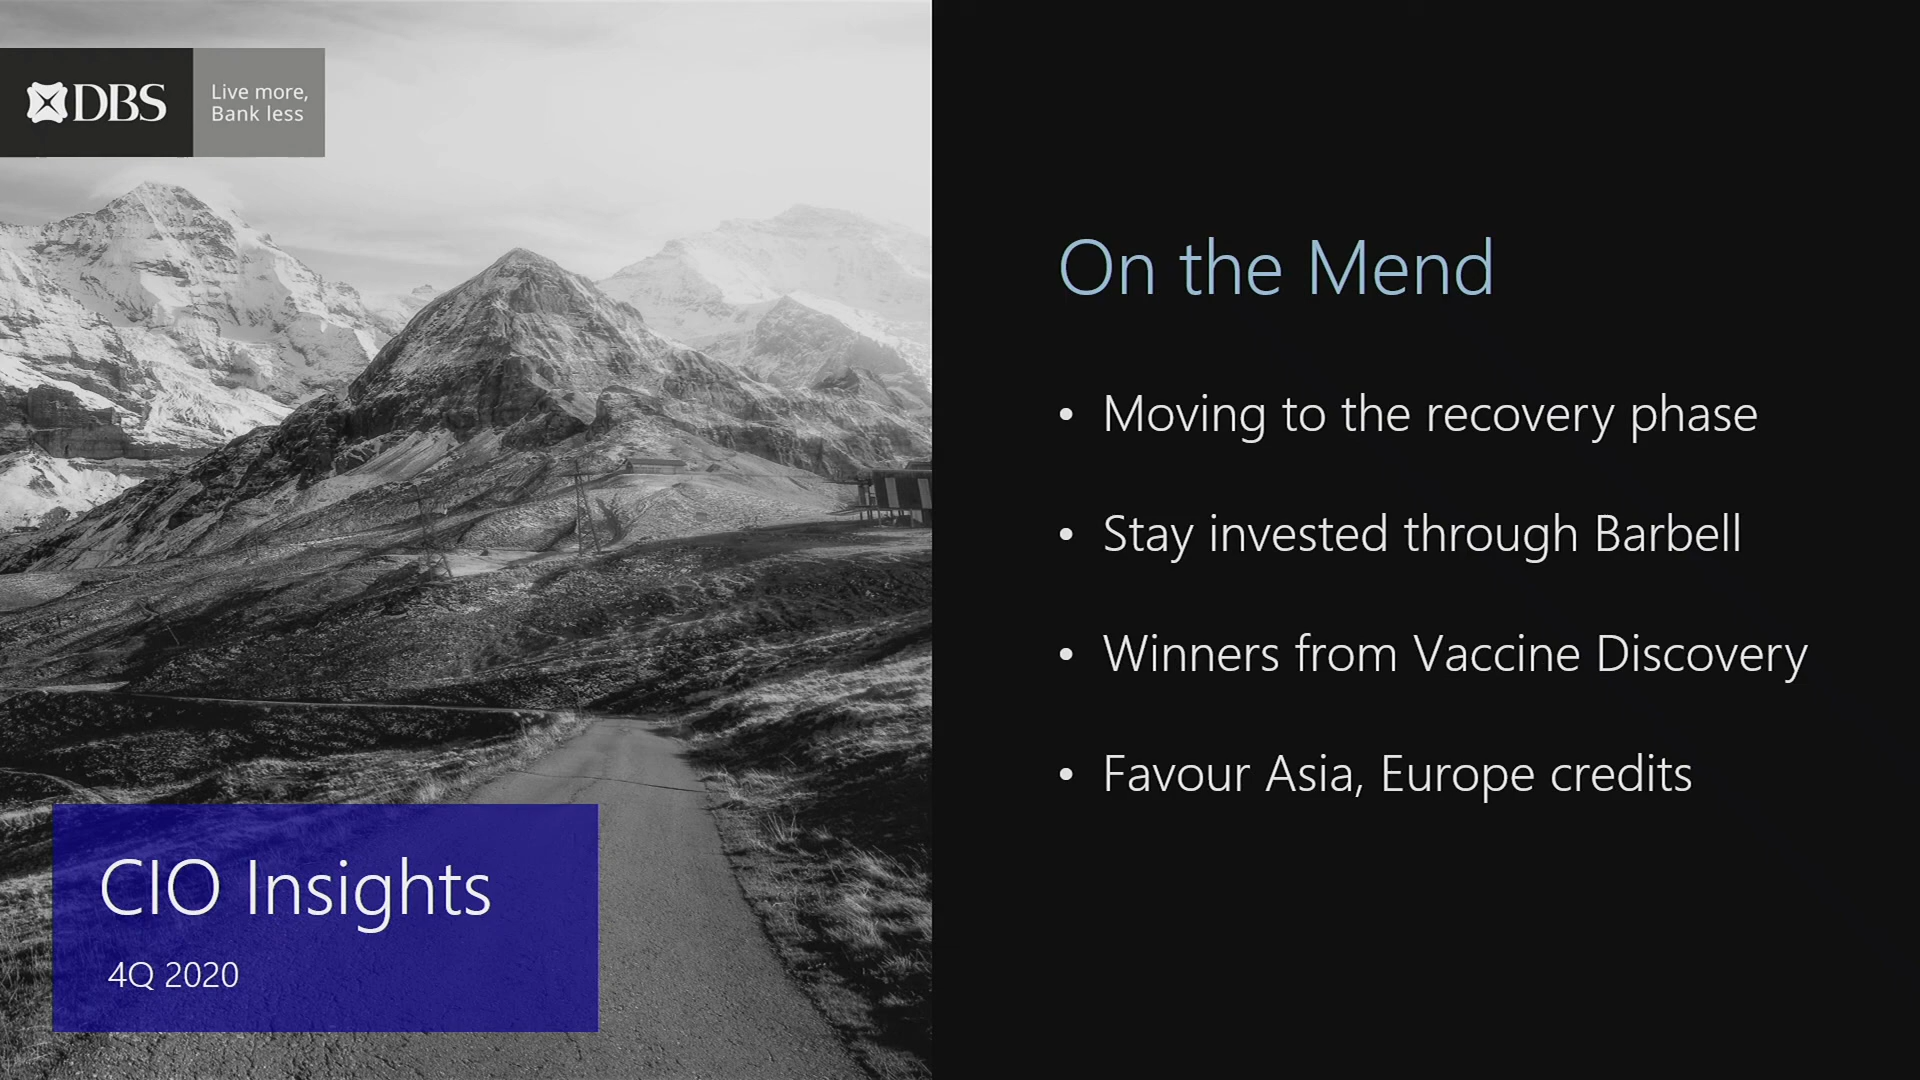 DBS
Live more,
Bank less
CIO Insights
4Q 2020
On the Mend
• Moving to the recovery phase
• Stay invested through Barbell
• Winners from Vaccine Discovery
• Favour Asia, Europe credits